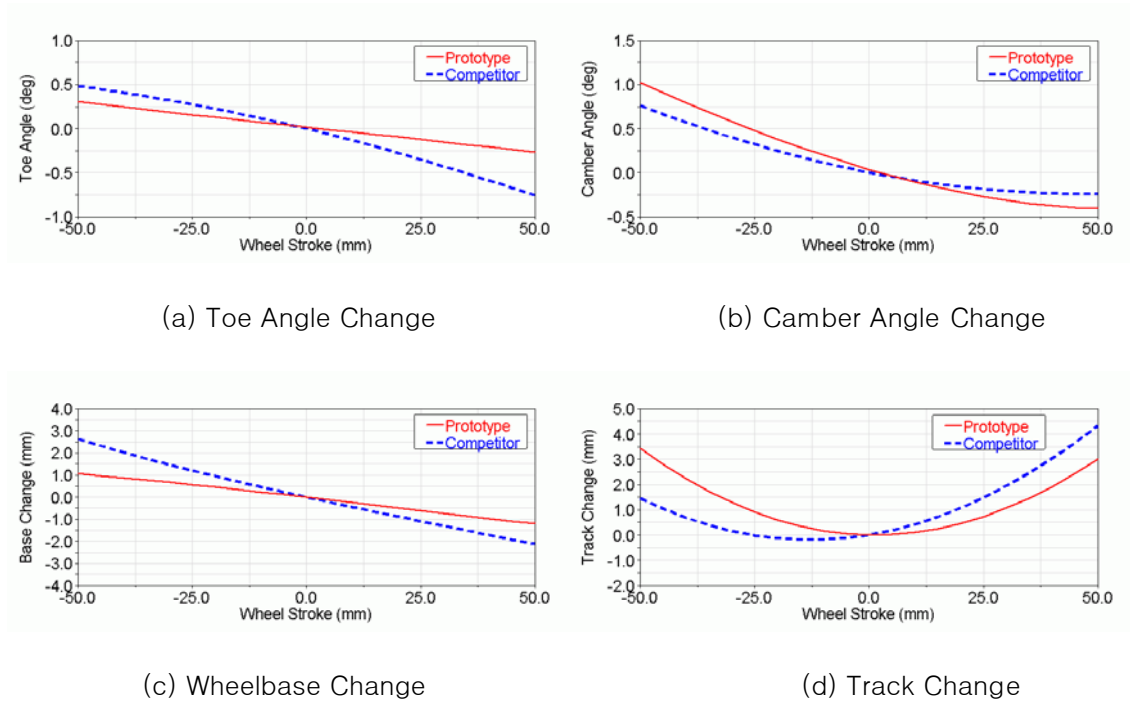 1.0
0.5
0.0
-0.5
-1.0
Toe Angle (deg)
Prototype
Competitor
-50.0 -25.0 0.0 25.0 50.0
Wheel Stroke (mm)
(a) Toe Angle Change
1.5
1.0
0.5
0.0
-0.5
Camber Angle (deg)
Prototype
Competitor
-50.0 -25.0 0.0 25.0 50.0
Wheel Stroke (mm)
(b) Camber Angle Change
4.0
3.0
2.0
1.0
0.0
-1.0
-2.0
-3.0
-4.0
Base Change (mm)
Prototype
Competitor
-50.0 -25.0 0.0 25.0 50.0
Wheel Stroke (mm)
(c) Wheelbase Change
5.0
4.0
3.0
2.0
1.0
0.0
-1.0
-2.0
Track Change (mm)
Prototype
Competitor
-50.0 -25.0 0.0 25.0 50.0
Wheel Stroke (mm)
(d) Track Change